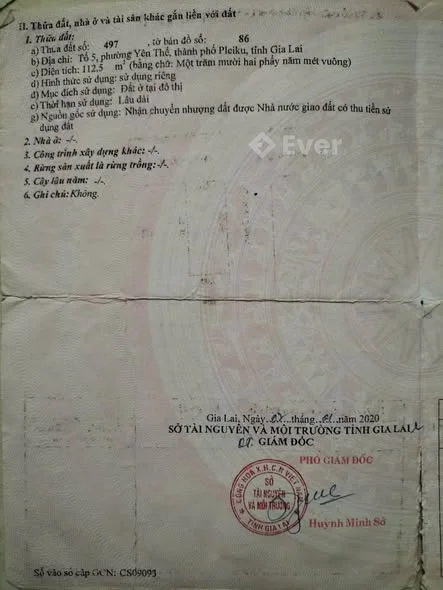 II. Thửa đất, nhà ở và tài sản khác gắn liền với đất
1. Thửa đất:
a) Thửa đất số: 497 , tờ bản đồ số: 86
b) Địa chỉ: Tổ 5, phường Yên Thế, thành phố Pleiku, tỉnh Gia Lai
c) Diện tích: 112.5 m² (bằng chữ: Một trăm mười hai phẩy năm mét vuông)
d) Hình thức sử dụng: sử dụng riêng
đ) Mục đích sử dụng: Đất ở tại đô thị
e) Thời hạn sử dụng: Lâu dài
g) Nguồn gốc sử dụng: Nhận chuyển nhượng đất được Nhà nước giao đất có thu tiền sử
dụng đất
2. Nhà ở: -/-.
3. Công trình xây dựng khác: -/-.
4. Rừng sản xuất là rừng trồng: -/-.
5. Cây lâu năm: -/-.
6. Ghi chú: Không.
Ever
Gia Lai, Ngày 07 tháng 01 năm 2020
SỞ TÀI NGUYÊN VÀ MÔI TRƯỜNG TỈNH GIA LAI
GIÁM ĐỐC
PHÓ GIÁM ĐỐC
CỘNG HÒA X.H.C.N VIỆT NAM
SỞ
TÀI NGUYÊN
VÀ MÔI TRƯỜNG
TỈNH GIA LAI
Huỳnh Minh Sở
Số vào sổ cấp GCN: CS09093